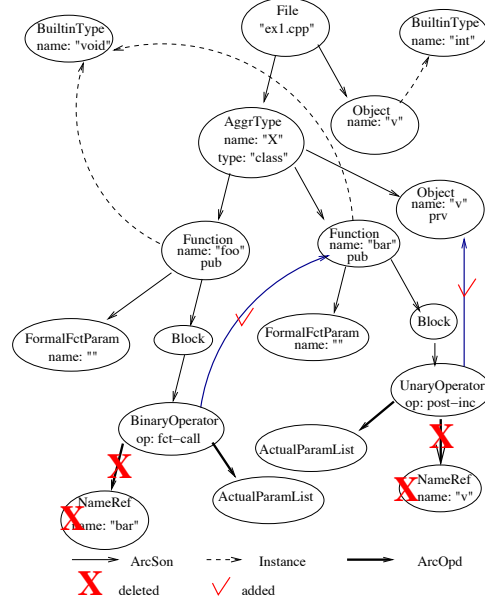 File
"ex1.cpp"
BuiltinType
name: "void"
BuiltinType
name: "int"
Object
name: "v"
AggrType
name: "X"
type: "class"
Object
name: "v"
prv
Function
name: "foo"
pub
Function
name: "bar"
pub
FormalFctParam
name: ""
Block
FormalFctParam
name: ""
Block
BinaryOperator
op: fct-call
UnaryOperator
op: post-inc
ActualParamList
ActualParamList
NameRef
name: "bar"
NameRef
name: "v"
ArcSon
Instance
ArcOpd
X deleted
added